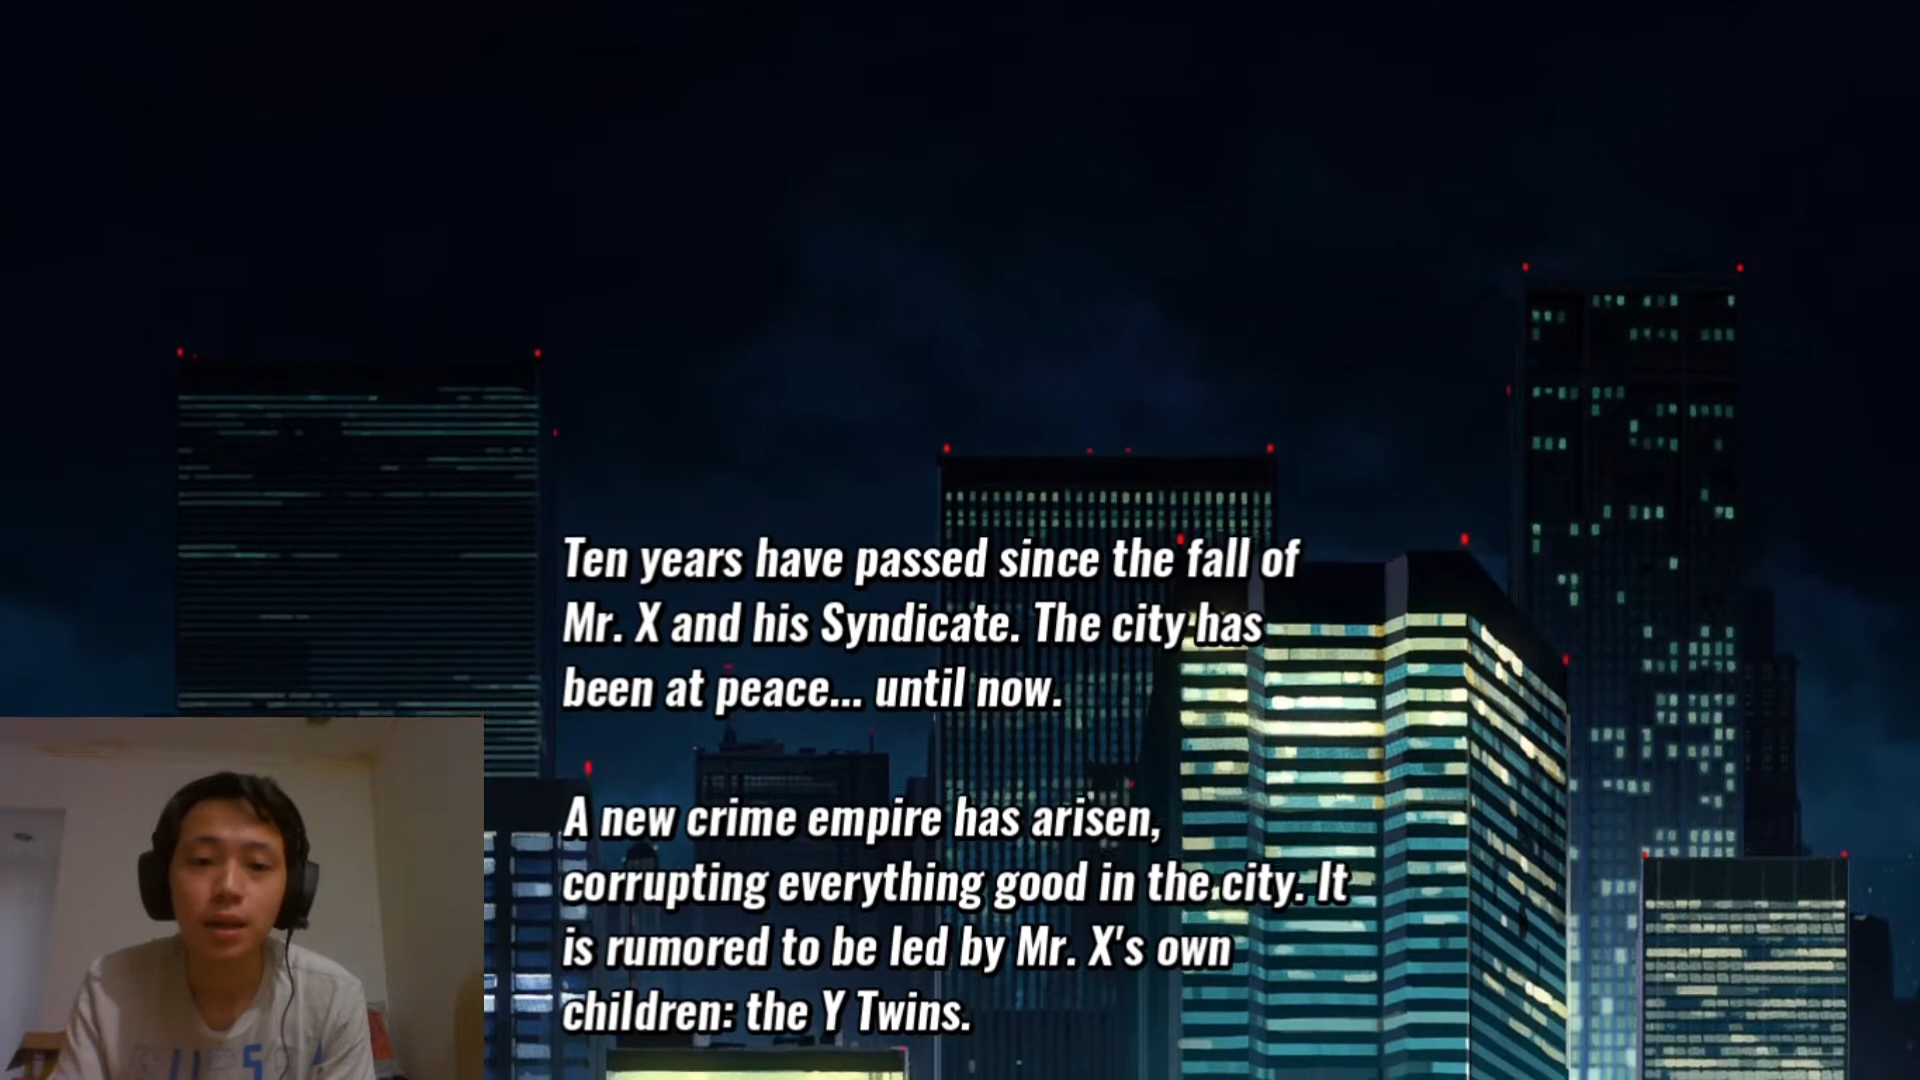 Ten years have passed since the fall of
Mr. X and his Syndicate. The city has
been at peace... until now.
A new crime empire has arisen,
corrupting everything good in the city. It
is rumored to be led by Mr. X's own
children: the Y Twins.